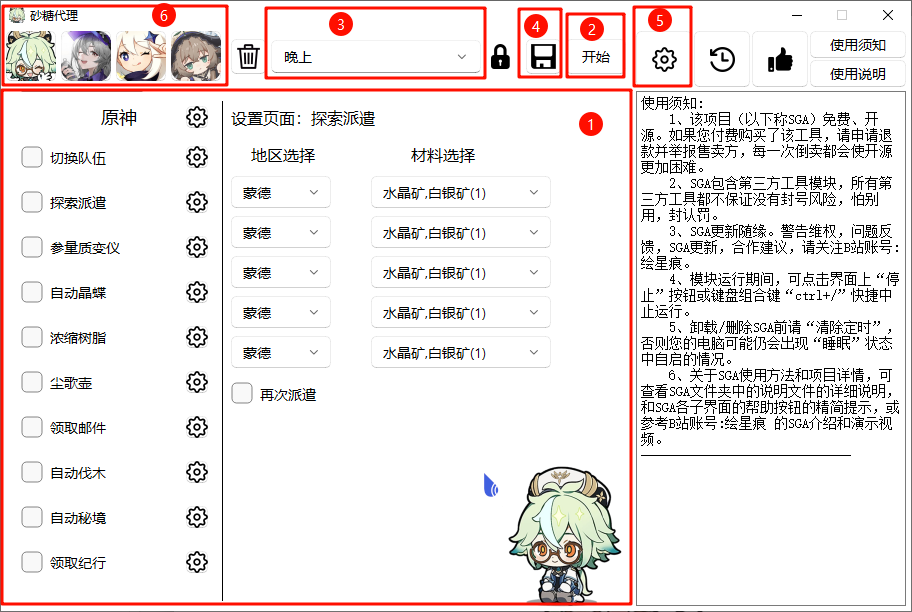 砂糖代理
6
3
4
2
5
晚上
开始
使用须知
使用说明
1
原神
切换队伍
探索派遣
参量质变仪
自动晶蝶
浓缩树脂
尘歌壶
领取邮件
自动伐木
自动秘境
领取纪行
设置页面：探索派遣
地区选择 材料选择
蒙德 水晶矿,白银矿(1)
蒙德 水晶矿,白银矿(1)
蒙德 水晶矿,白银矿(1)
蒙德 水晶矿,白银矿(1)
蒙德 水晶矿,白银矿(1)
再次派遣
使用须知：
1、该项目（以下称SGA）免费、开
源。如果您付费购买了该工具，请申请退
款并举报售卖方，每一次倒卖都会使开源
更加困难。
2、SGA包含第三方工具模块，所有第
三方工具都不保证没有封号风险，怕别
用，封认罚。
3、SGA更新随缘。警告维权，问题反
馈，SGA更新，合作建议，请关注B站账号:
绘星痕。
4、模块运行期间，可点击界面上“停
止”按钮或键盘组合键“ctrl+/”快捷中
止运行。
5、卸载/删除SGA前请“清除定时”，
否则您的电脑可能仍会出现“睡眠”状态
中自启的情况。
6、关于SGA使用方法和项目详情，可
查看SGA文件夹中的说明文件的详细说明，
和SGA各子界面的帮助按钮的精简提示，或
参考B站账号:绘星痕 的SGA介绍和演示视
频。